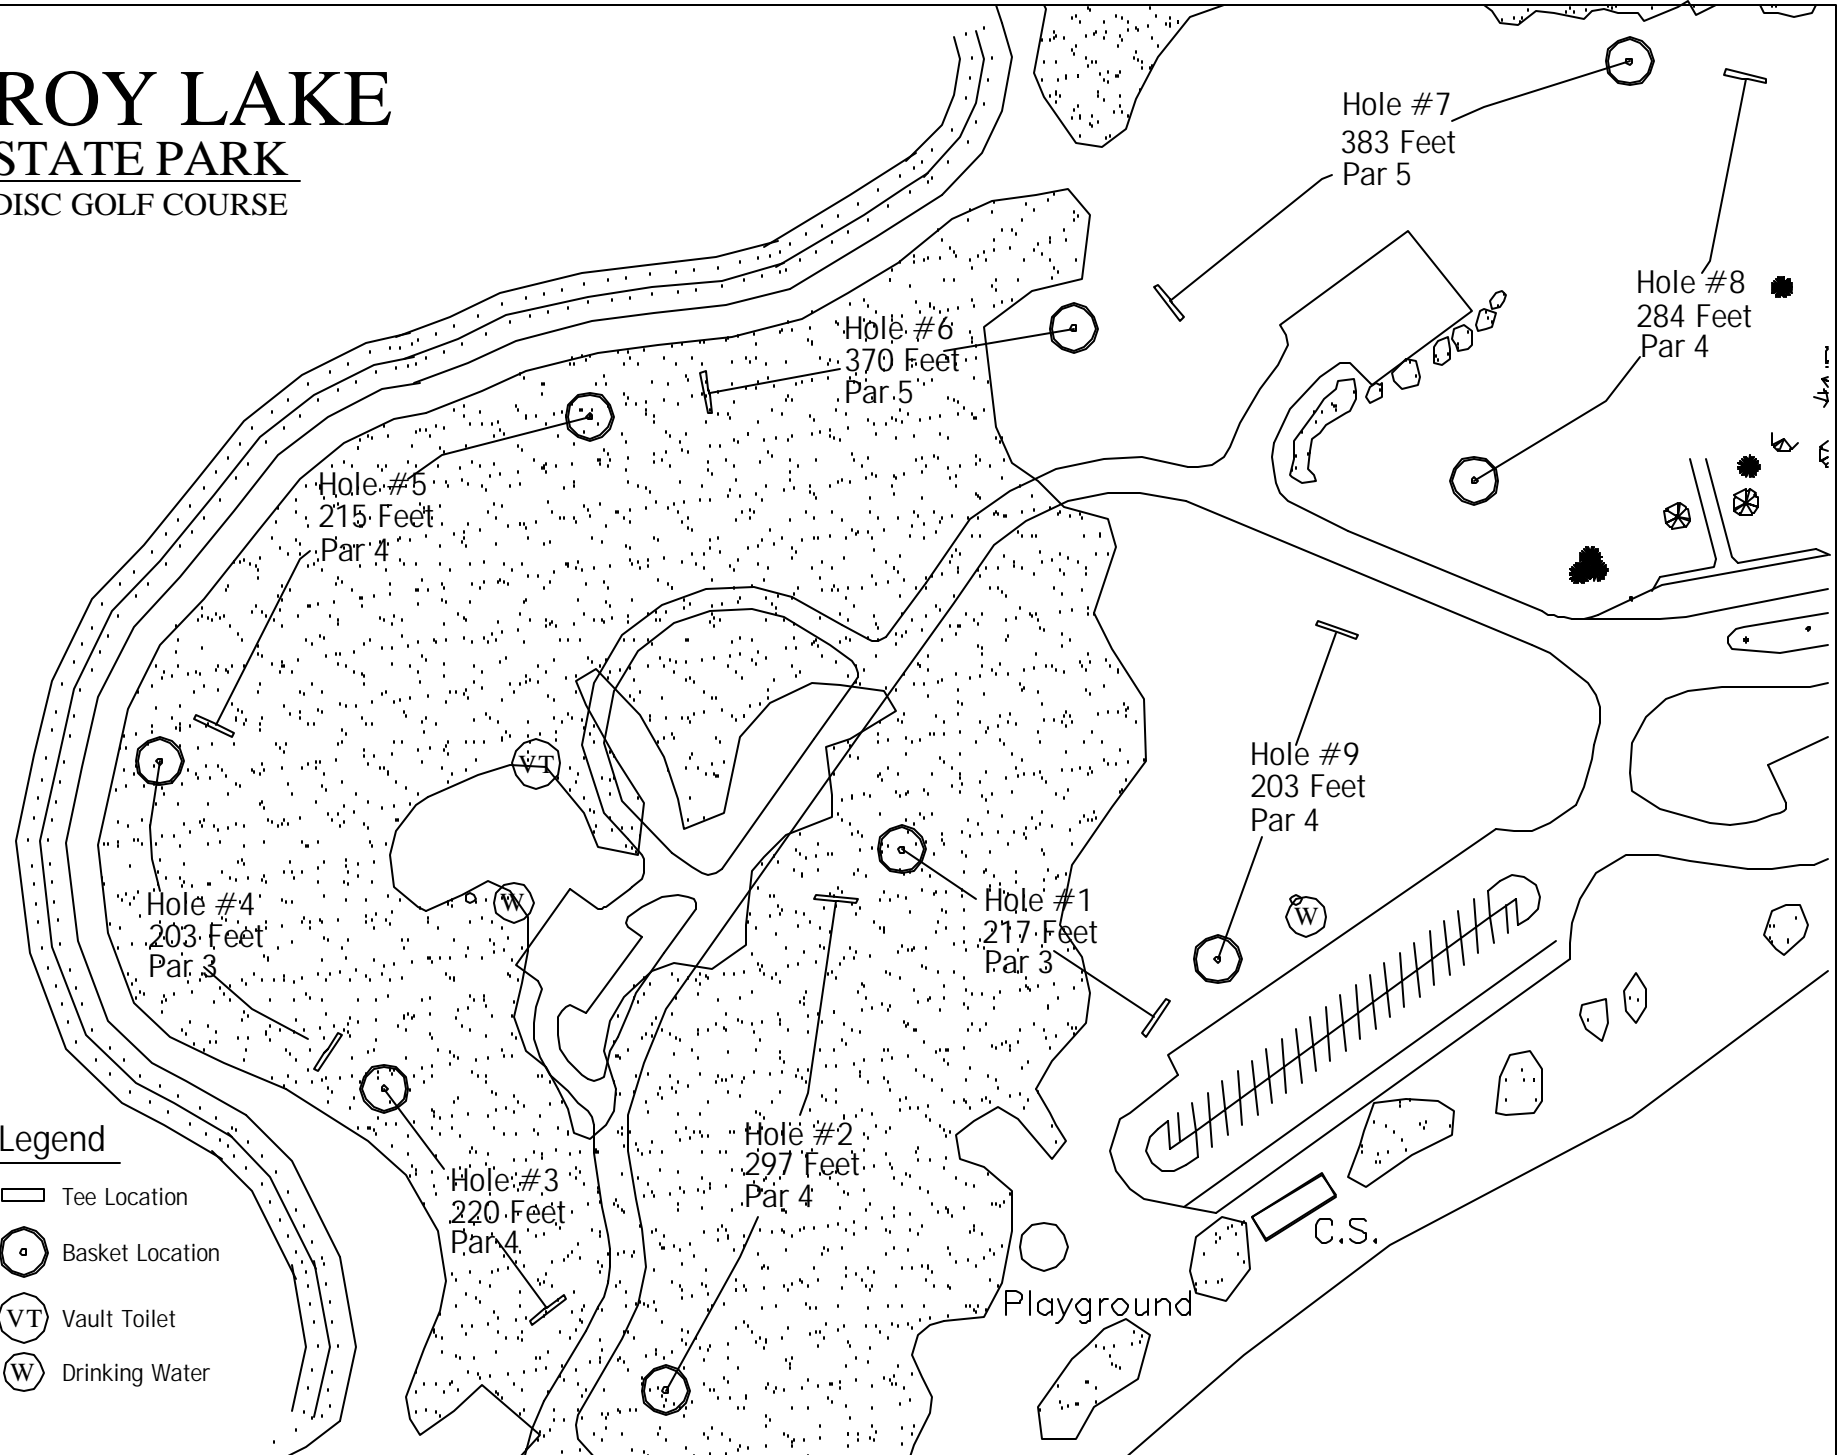 ROY LAKE
STATE PARK
DISC GOLF COURSE
Hole #7
383 Feet
Par 5
Hole #8
284 Feet
Par 4
Hole #6
370 Feet
Par 5
Hole #5
215 Feet
Par 4
Hole #9
203 Feet
Par 4
VT
W
Hole #1
217 Feet
Par 3
W
Hole #4
203 Feet
Par 3
Hole #2
297 Feet
Par 4
Hole #3
220 Feet
Par 4
C.S.
Playground
Legend
Tee Location
Basket Location
VT Vault Toilet
W Drinking Water